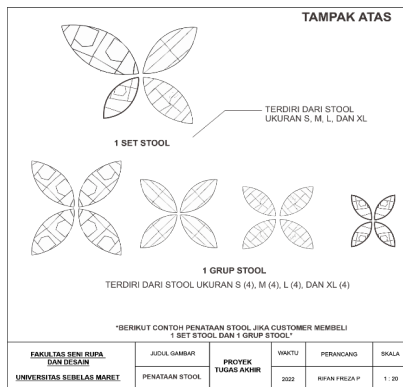 TAMPAK ATAS
TERDIRI DARI STOOL
UKURAN S, M, L, DAN XL
1 SET STOOL
1 GRUP STOOL
TERDIRI DARI STOOL UKURAN S (4), M (4), L (4), DAN XL (4)
*BERIKUT CONTOH PENATAAN STOOL JIKA CUSTOMER MEMBELI
1 SET STOOL DAN 1 GRUP STOOL*
FAKULTAS SENI RUPA
DAN DESAIN
UNIVERSITAS SEBELAS MARET
JUDUL GAMBAR
PENATAAN STOOL
PROYEK
TUGAS AKHIR
WAKTU
2022
PERANCANG
RIFAN FREZA P
SKALA
1 : 20